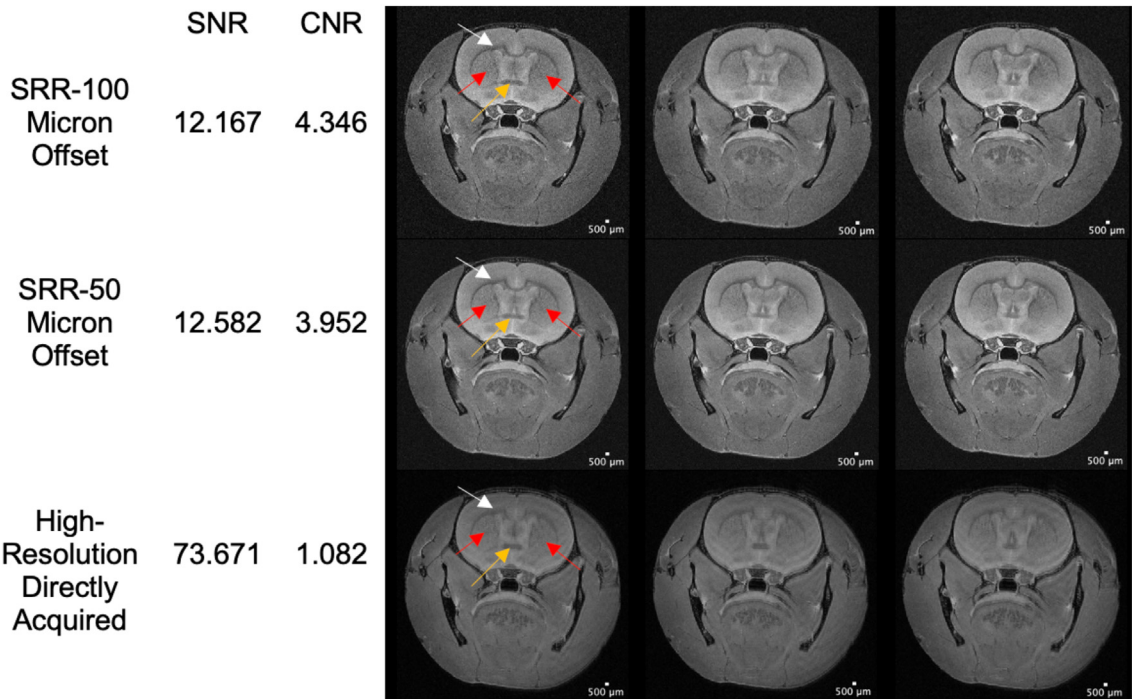 SNR CNR
SRR-100
Micron
Offset
12.167 4.346
500 µm 500 µm 500 µm
SRR-50
Micron
Offset
12.582 3.952
500 µm 500 µm 500 µm
High-
Resolution
Directly
Acquired
73.671 1.082
500 µm 500 µm 500 µm